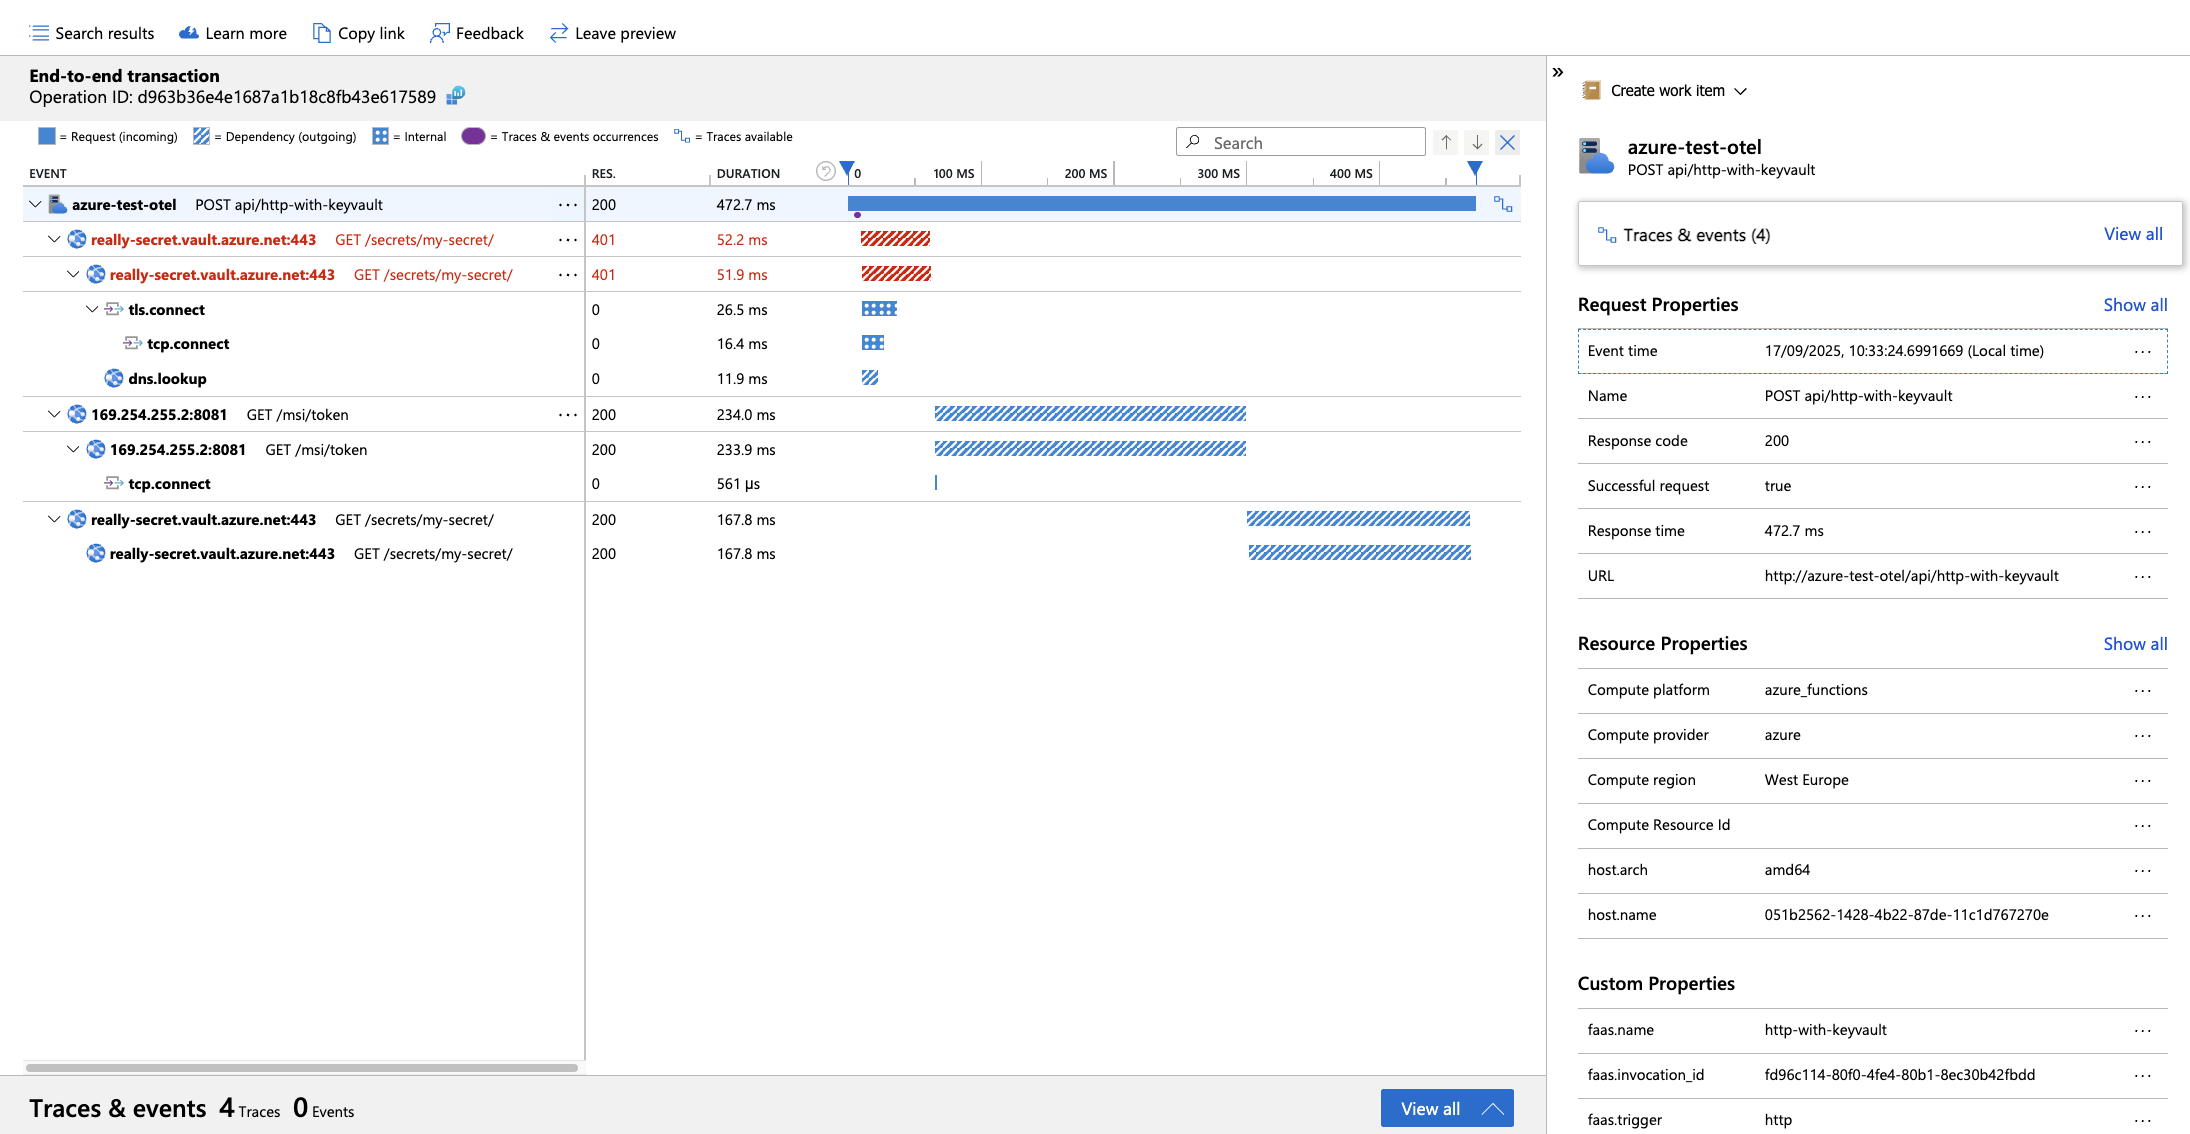 Search results Learn more Copy link Feedback Leave preview
End-to-end transaction
Operation ID: d963b36e4e1687a1b18c8fb43e617589
= Request (incoming) = Dependency (outgoing) = Internal = Traces & events occurrences = Traces available
Search
EVENT RES. DURATION 0 100 MS 200 MS 300 MS 400 MS
azure-test-otel POST api/http-with-keyvault ··· 200 472.7 ms
really-secret.vault.azure.net:443 GET /secrets/my-secret/ ··· 401 52.2 ms
really-secret.vault.azure.net:443 GET /secrets/my-secret/ ··· 401 51.9 ms
tls.connect 0 26.5 ms
tcp.connect 0 16.4 ms
dns.lookup 0 11.9 ms
169.254.255.2:8081 GET /msi/token ··· 200 234.0 ms
169.254.255.2:8081 GET /msi/token 200 233.9 ms
tcp.connect 0 561 µs
really-secret.vault.azure.net:443 GET /secrets/my-secret/ 200 167.8 ms
really-secret.vault.azure.net:443 GET /secrets/my-secret/ 200 167.8 ms
Traces & events 4 Traces 0 Events
View all
Create work item
azure-test-otel
POST api/http-with-keyvault
Traces & events (4) View all
Request Properties Show all
Event time 17/09/2025, 10:33:24.6991669 (Local time) ···
Name POST api/http-with-keyvault ···
Response code 200 ···
Successful request true ···
Response time 472.7 ms ···
URL http://azure-test-otel/api/http-with-keyvault ···
Resource Properties Show all
Compute platform azure_functions ···
Compute provider azure ···
Compute region West Europe ···
Compute Resource Id ···
host.arch amd64 ···
host.name 051b2562-1428-4b22-87de-11c1d767270e ···
Custom Properties
faas.name http-with-keyvault ···
faas.invocation_id fd96c114-80f0-4fe4-80b1-8ec30b42fbdd ···
faas.trigger http ···